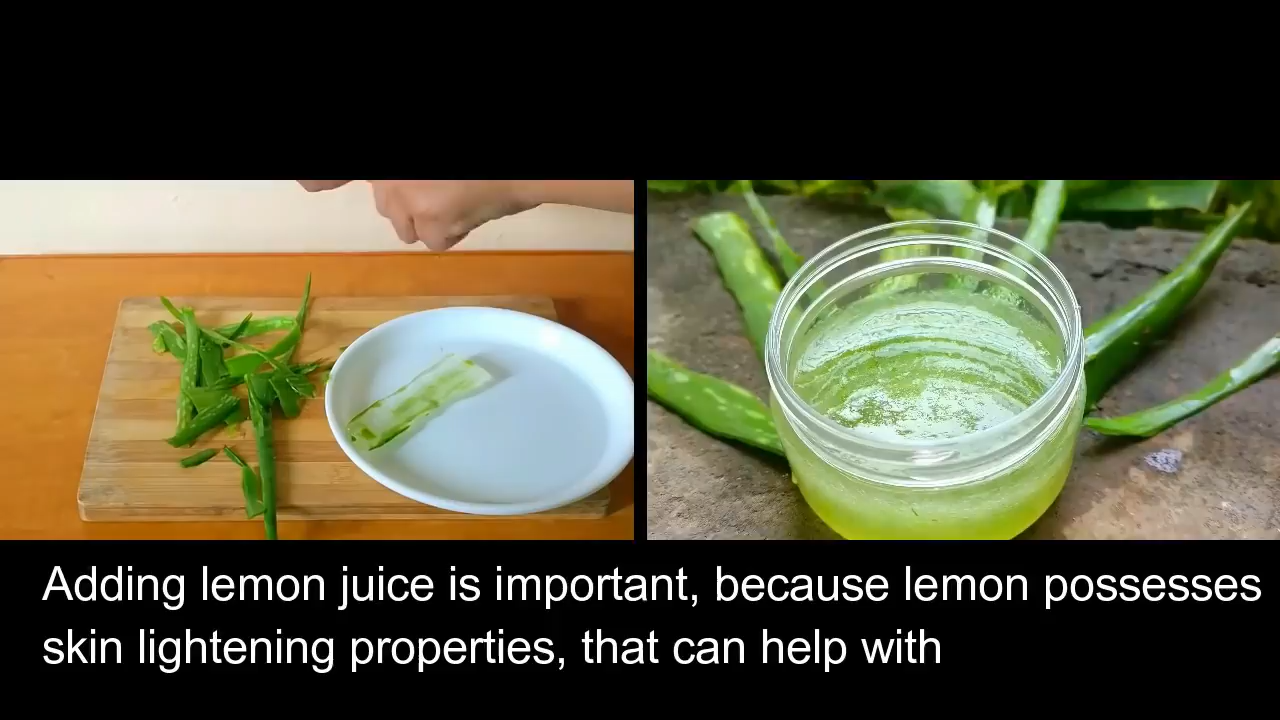 Adding lemon juice is important, because lemon possesses
skin lightening properties, that can help with